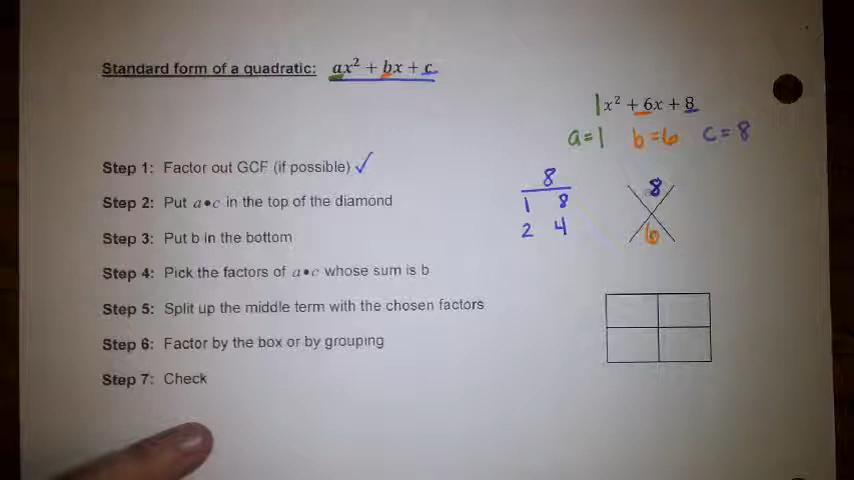 Standard form of a quadratic: ax² + bx + c
1x² + 6x + 8
a=1 b=6 c=8
Step 1: Factor out GCF (if possible) ✓
Step 2: Put a•c in the top of the diamond
Step 3: Put b in the bottom
Step 4: Pick the factors of a•c whose sum is b
Step 5: Split up the middle term with the chosen factors
Step 6: Factor by the box or by grouping
Step 7: Check
8
1 8
2 4
8
6